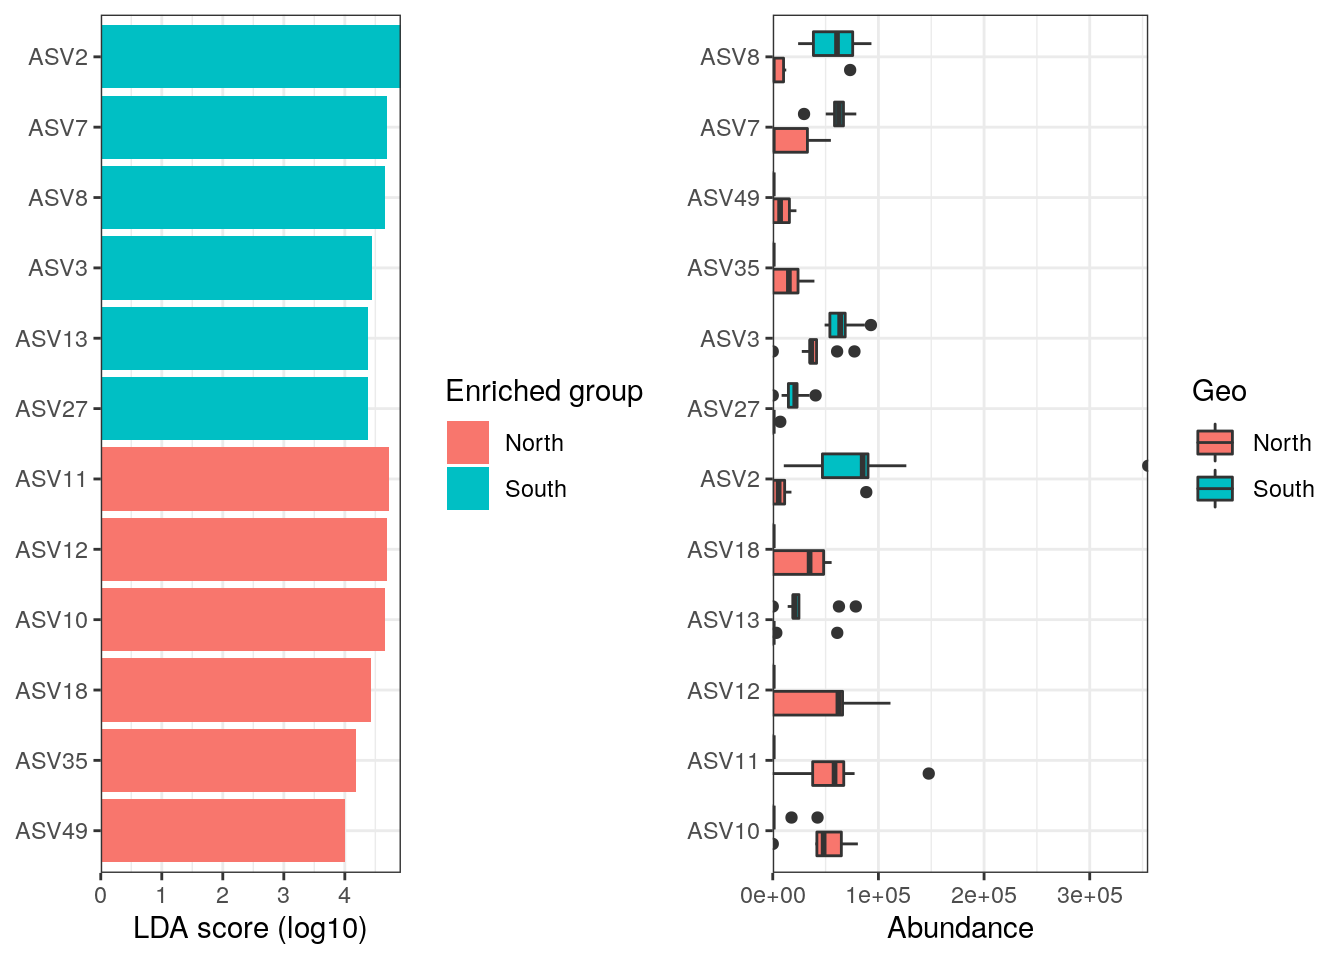 ASV2
ASV7
ASV8
ASV3
ASV13
ASV27
ASV11
ASV12
ASV10
ASV18
ASV35
ASV49
0 1 2 3 4
LDA score (log10)
Enriched group
North
South
ASV8
ASV7
ASV49
ASV35
ASV3
ASV27
ASV2
ASV18
ASV13
ASV12
ASV11
ASV10
0e+00 1e+05 2e+05 3e+05
Abundance
Geo
North
South